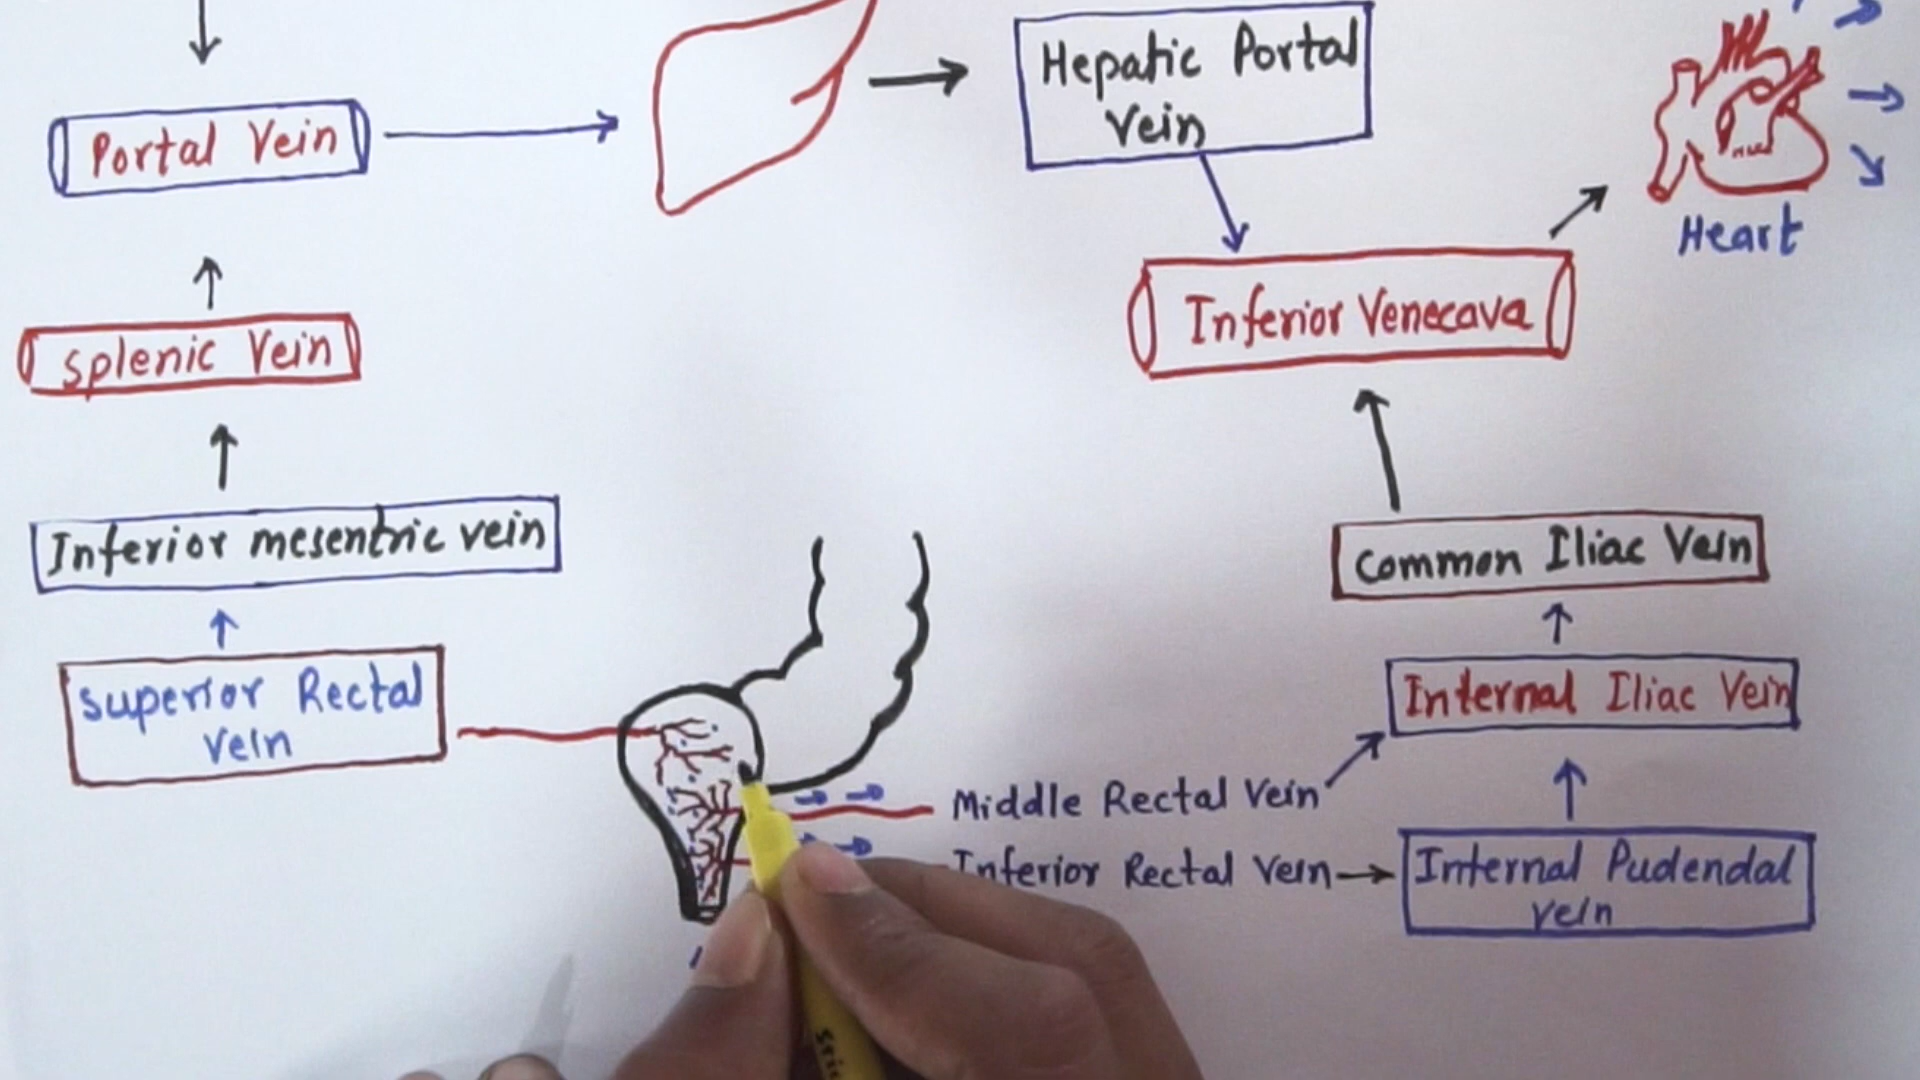 Hepatic Portal
Vein
Portal Vein
Heart
Inferior Venecava
Splenic Vein
Inferior mesentric vein
Common Iliac Vein
Superior Rectal
Vein
Internal Iliac Vein
Middle Rectal Vein
Inferior Rectal Vein
Internal Pudendal
Vein